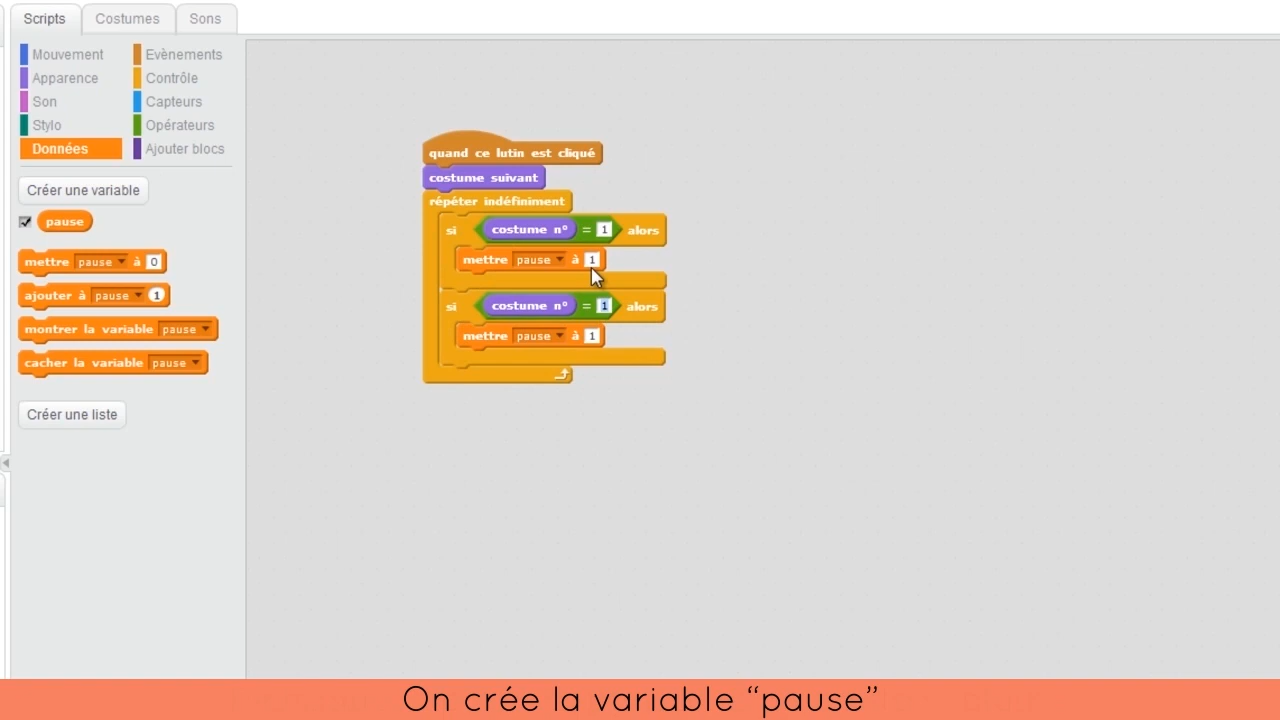 Scripts Costumes Sons
Mouvement Evènements
Apparence Contrôle
Son Capteurs
Stylo Opérateurs
Données Ajouter blocs
Créer une variable
pause
mettre pause à 0
ajouter à pause 1
montrer la variable pause
cacher la variable pause
Créer une liste
quand ce lutin est cliqué
costume suivant
répéter indéfiniment
si costume n° = 1 alors
mettre pause à 1
si costume n° = 1 alors
mettre pause à 1
On crée la variable “pause”